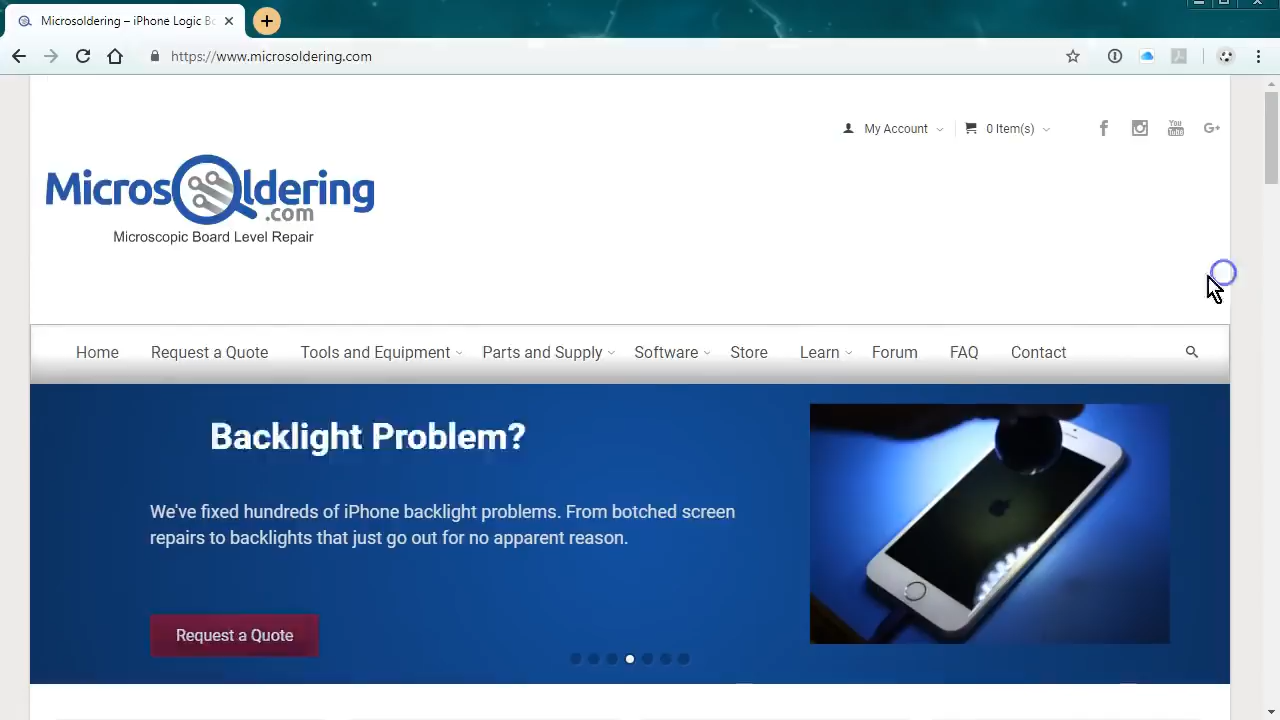 Microsoldering – iPhone Logic B
https://www.microsoldering.com
My Account
0 Item(s)
You
Tube
G+
MicrosOldering
.com
Microscopic Board Level Repair
Home
Request a Quote
Tools and Equipment
Parts and Supply
Software
Store
Learn
Forum
FAQ
Contact
Backlight Problem?
We've fixed hundreds of iPhone backlight problems. From botched screen
repairs to backlights that just go out for no apparent reason.
Request a Quote